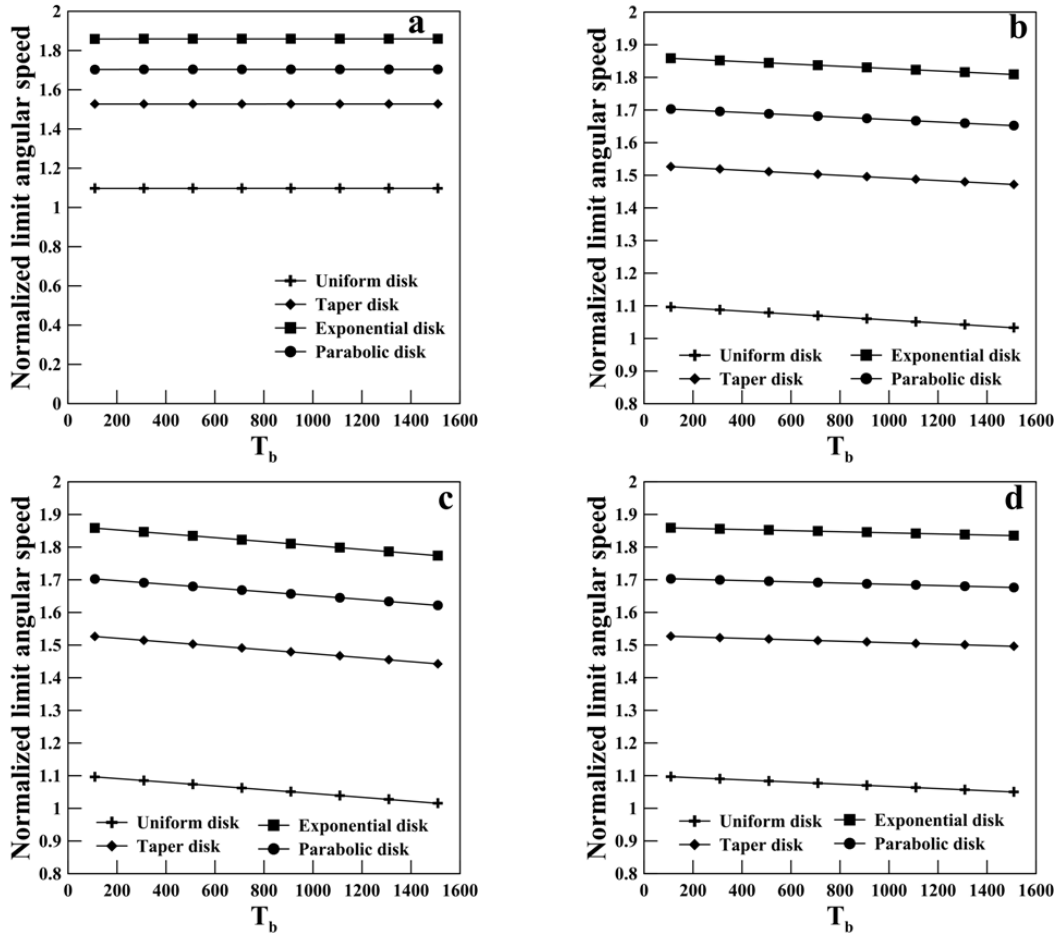 a
Normalized limit angular speed
2
1.8
1.6
1.4
1.2
1
0.8
0.6
0.4
0.2
0
Uniform disk
Taper disk
Exponential disk
Parabolic disk
0 200 400 600 800 1000 1200 1400 1600
T_b
b
Normalized limit angular speed
2
1.9
1.8
1.7
1.6
1.5
1.4
1.3
1.2
1.1
1
0.9
0.8
Uniform disk Exponential disk
Taper disk Parabolic disk
0 200 400 600 800 1000 1200 1400 1600
T_b
c
Normalized limit angular speed
2
1.9
1.8
1.7
1.6
1.5
1.4
1.3
1.2
1.1
1
0.9
0.8
Uniform disk Exponential disk
Taper disk Parabolic disk
0 200 400 600 800 1000 1200 1400 1600
T_b
d
Normalized limit angular speed
2
1.9
1.8
1.7
1.6
1.5
1.4
1.3
1.2
1.1
1
0.9
0.8
Uniform disk Exponential disk
Taper disk Parabolic disk
0 200 400 600 800 1000 1200 1400 1600
T_b